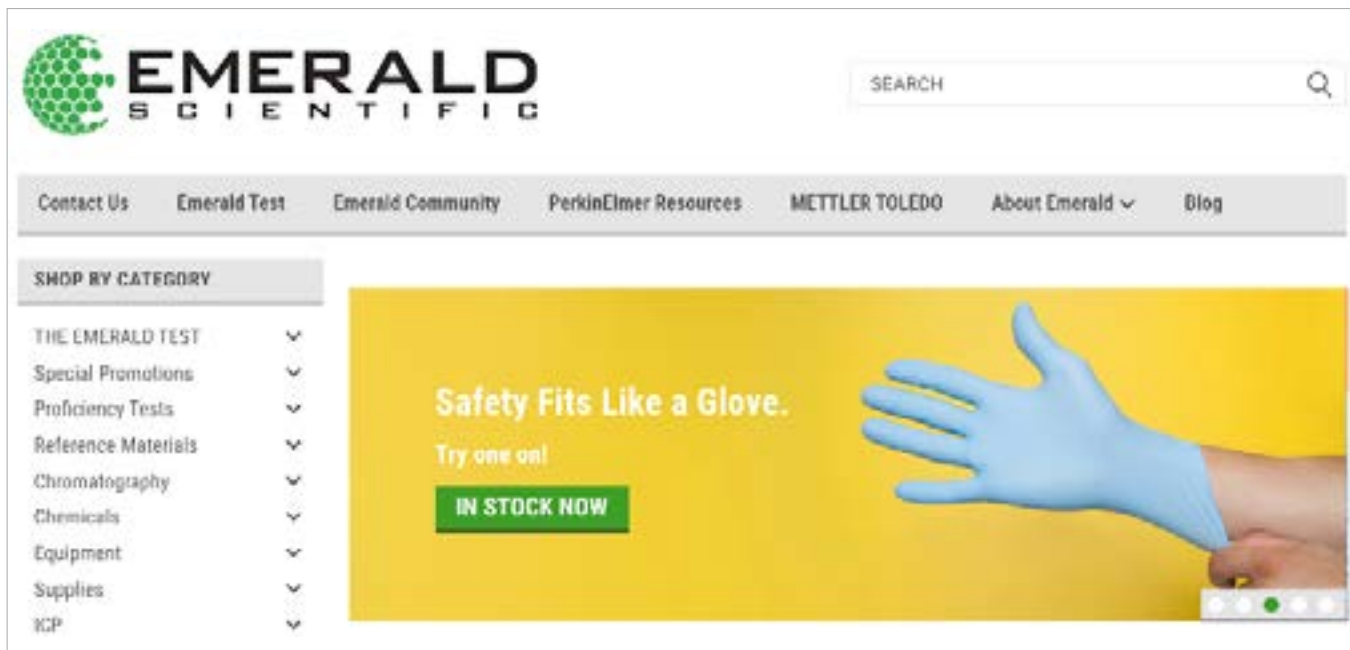 EMERALD
SCIENTIFIC
SEARCH
Contact Us Emerald Test Emerald Community PerkinElmer Resources METTLER TOLEDO About Emerald Blog
SHOP BY CATEGORY
THE EMERALD TEST
Special Promotions
Proficiency Tests
Reference Materials
Chromatography
Chemicals
Equipment
Supplies
ICP
Safety Fits Like a Glove.
Try one on!
IN STOCK NOW